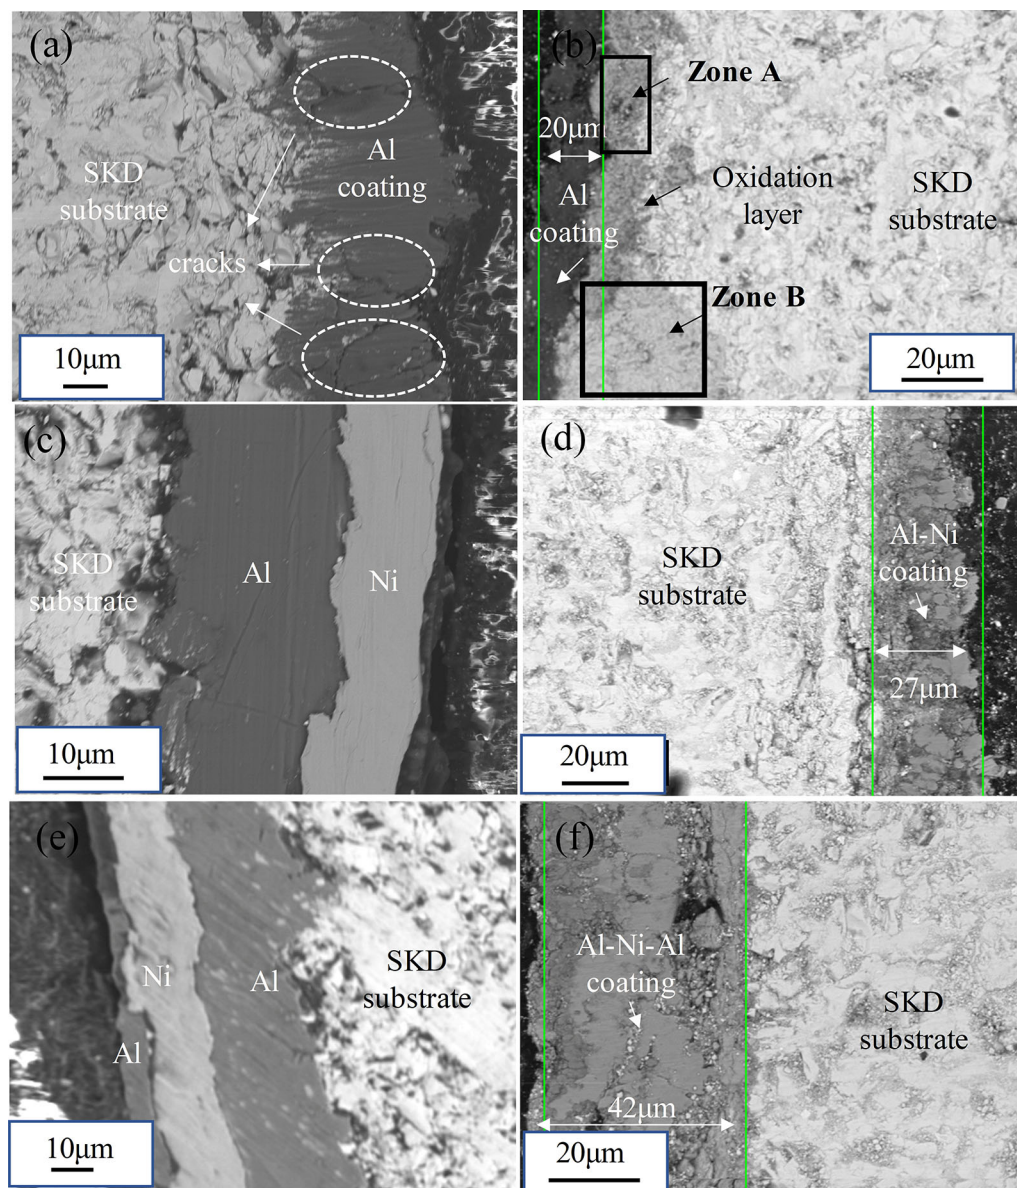 (a)
SKD
substrate
Al
coating
cracks
10μm
(b)
Zone A
20μm
Oxidation
layer
SKD
substrate
Al
coating
Zone B
20μm
(c)
SKD
substrate
Al
Ni
10μm
(d)
SKD
substrate
Al-Ni
coating
27μm
20μm
(e)
Ni
Al
SKD
substrate
Al
10μm
(f)
Al-Ni-Al
coating
SKD
substrate
42μm
20μm